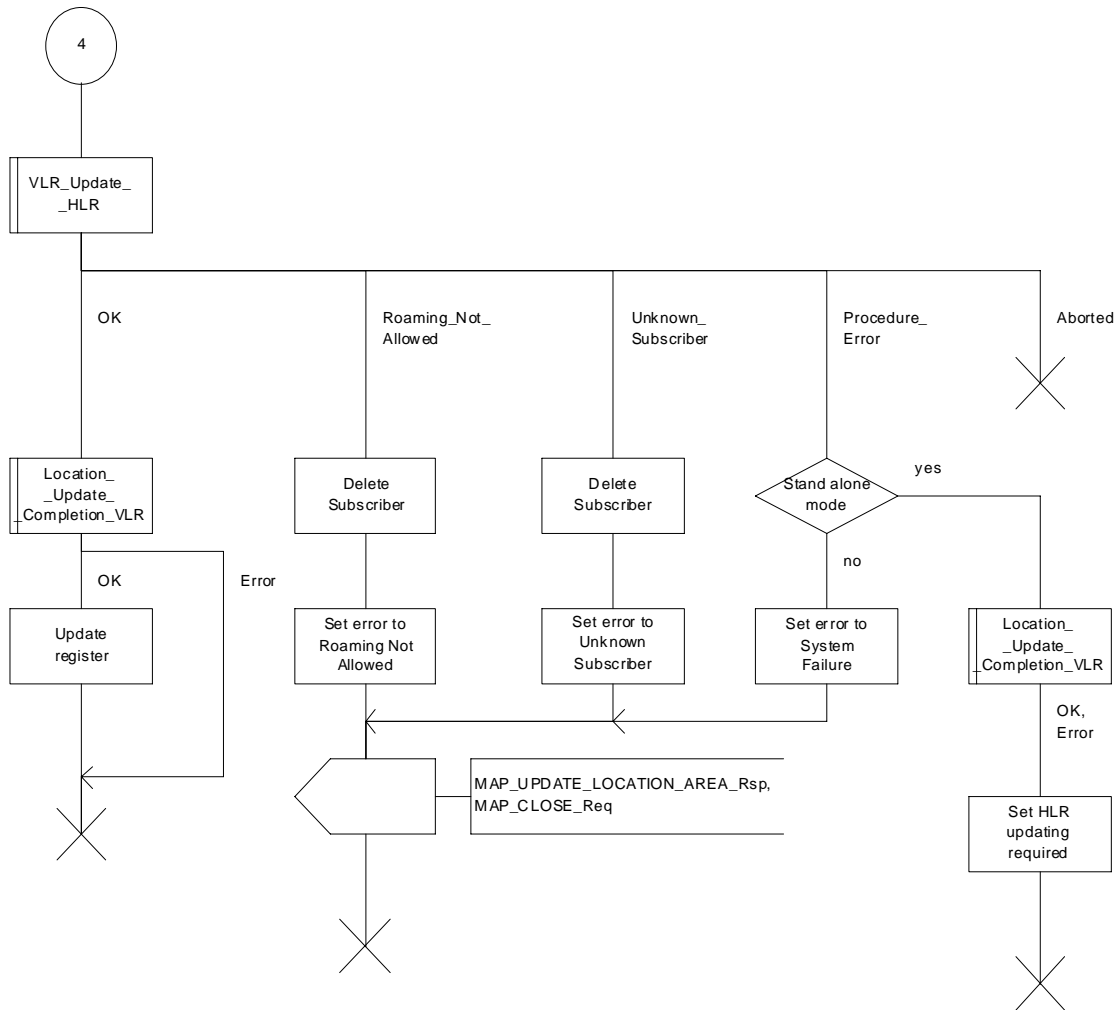 4
VLR_Update_
_HLR
OK
Roaming_Not_
Allowed
Unknown_
Subscriber
Procedure_
Error
Aborted
Location_
_Update_
_Completion_VLR
Delete
Subscriber
Delete
Subscriber
Stand alone
mode
yes
no
OK
Error
Update
register
Set error to
Roaming Not
Allowed
Set error to
Unknown
Subscriber
Set error to
System
Failure
Location_
_Update_
_Completion_VLR
OK,
Error
MAP_UPDATE_LOCATION_AREA_Rsp,
MAP_CLOSE_Req
Set HLR
updating
required